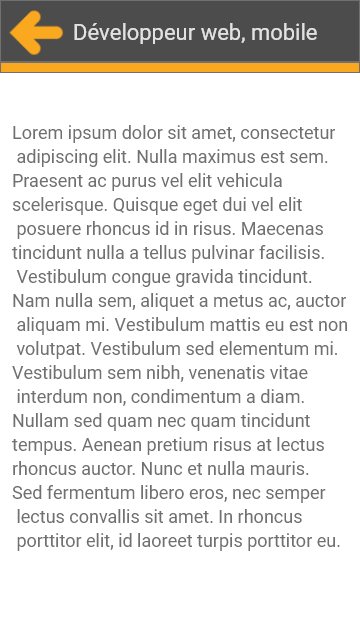 Développeur web, mobile
Lorem ipsum dolor sit amet, consectetur
adipiscing elit. Nulla maximus est sem.
Praesent ac purus vel elit vehicula
scelerisque. Quisque eget dui vel elit
posuere rhoncus id in risus. Maecenas
tincidunt nulla a tellus pulvinar facilisis.
Vestibulum congue gravida tincidunt.
Nam nulla sem, aliquet a metus ac, auctor
aliquam mi. Vestibulum mattis eu est non
volutpat. Vestibulum sed elementum mi.
Vestibulum sem nibh, venenatis vitae
interdum non, condimentum a diam.
Nullam sed quam nec quam tincidunt
tempus. Aenean pretium risus at lectus
rhoncus auctor. Nunc et nulla mauris.
Sed fermentum libero eros, nec semper
lectus convallis sit amet. In rhoncus
porttitor elit, id laoreet turpis porttitor eu.